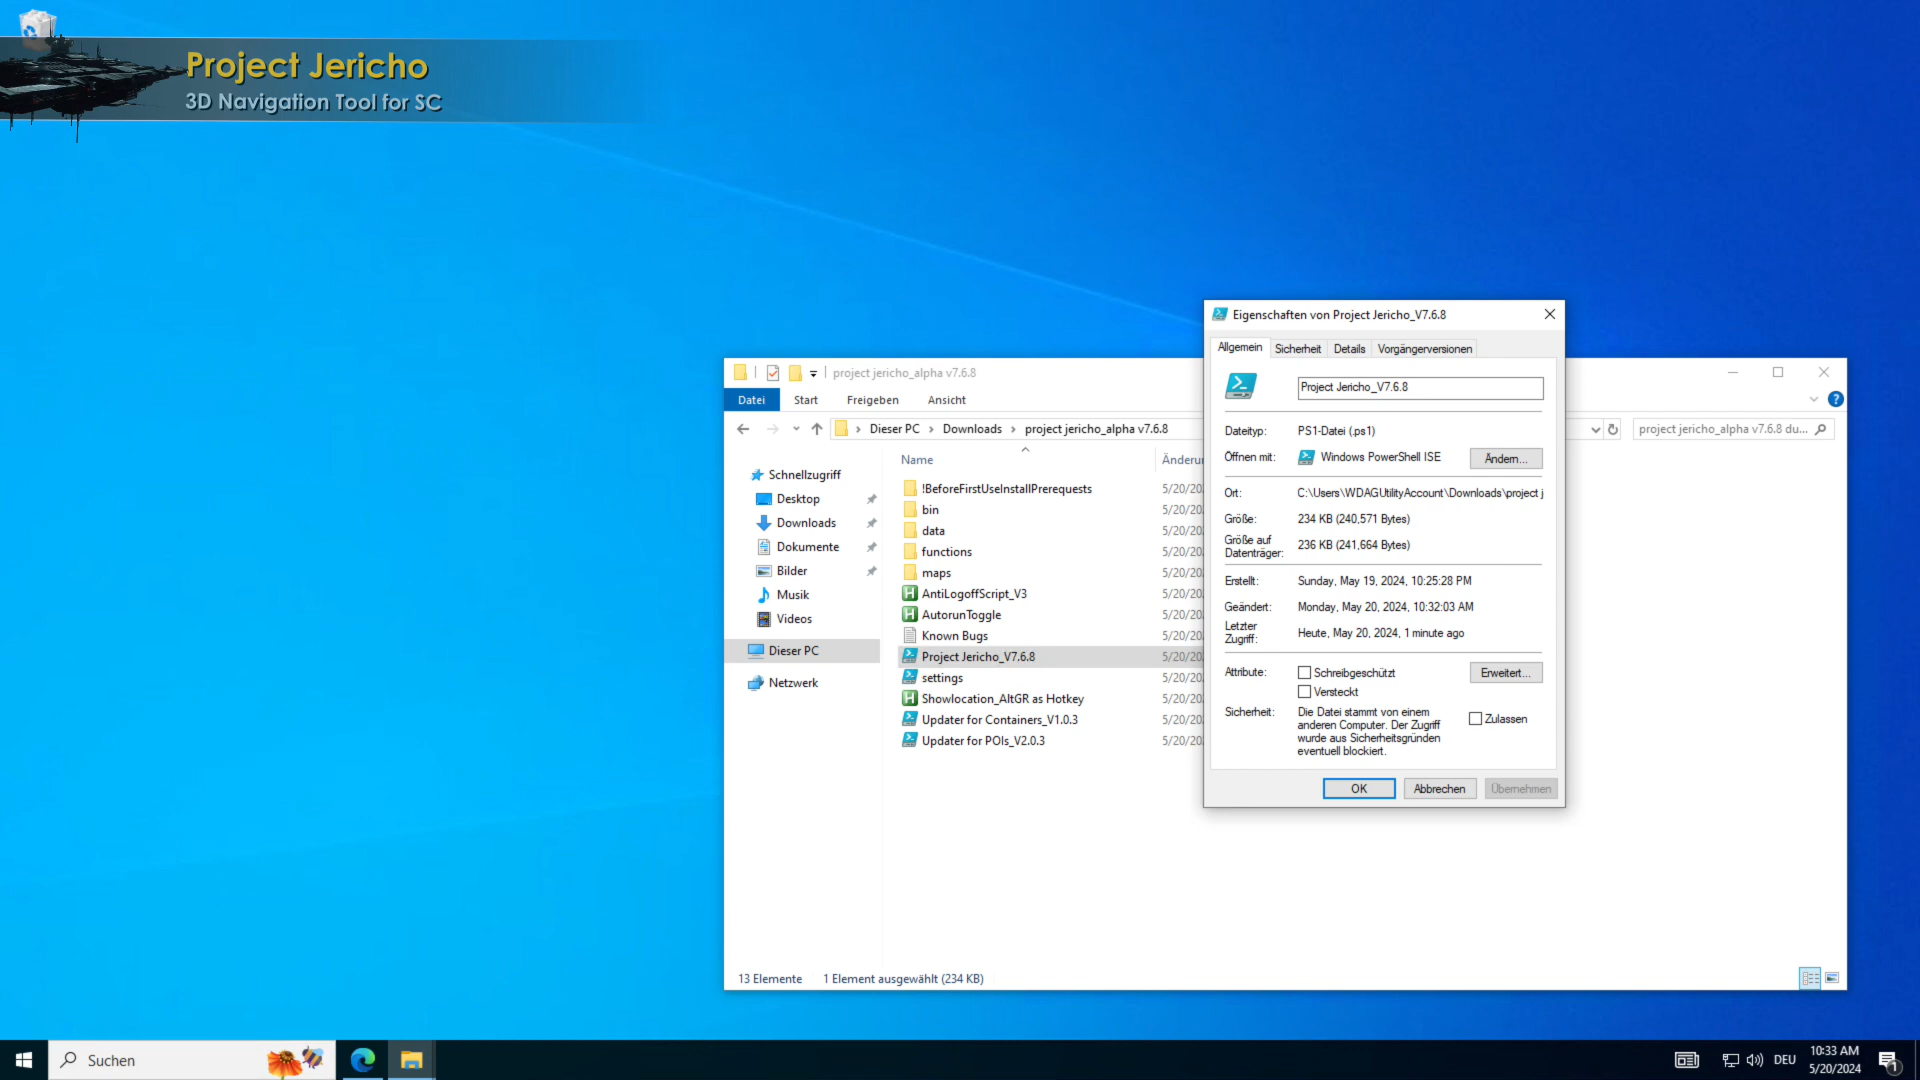 Project Jericho
3D Navigation Tool for SC
project jericho_alpha v7.6.8
Datei Start Freigeben Ansicht
Dieser PC Downloads project jericho_alpha v7.6.8
project jericho_alpha v7.6.8 du...
Name
Schnellzugriff
Desktop
Downloads
Dokumente
Bilder
Musik
Videos
Dieser PC
Netzwerk
!BeforeFirstUseInstallPrerequests
bin
data
functions
maps
AntiLogoffScript_V3
AutorunToggle
Known Bugs
Project Jericho_V7.6.8
settings
Showlocation_AltGR as Hotkey
Updater for Containers_V1.0.3
Updater for POIs_V2.0.3
13 Elemente 1 Element ausgewählt (234 KB)
Eigenschaften von Project Jericho_V7.6.8
Allgemein Sicherheit Details Vorgängerversionen
Project Jericho_V7.6.8
Dateityp: PS1-Datei (.ps1)
Öffnen mit: Windows PowerShell ISE Ändern...
Ort: C:\Users\WDAGUtilityAccount\Downloads\project j
Größe: 234 KB (240,571 Bytes)
Größe auf
Datenträger: 236 KB (241,664 Bytes)
Erstellt: Sunday, May 19, 2024, 10:25:28 PM
Geändert: Monday, May 20, 2024, 10:32:03 AM
Letzter
Zugriff: Heute, May 20, 2024, 1 minute ago
Attribute: Schreibgeschützt Erweitert...
Versteckt
Sicherheit: Die Datei stammt von einem
anderen Computer. Der Zugriff
wurde aus Sicherheitsgründen
eventuell blockiert.
Zulassen
OK Abbrechen Übernehmen
Suchen
DEU
10:33 AM
5/20/2024
1